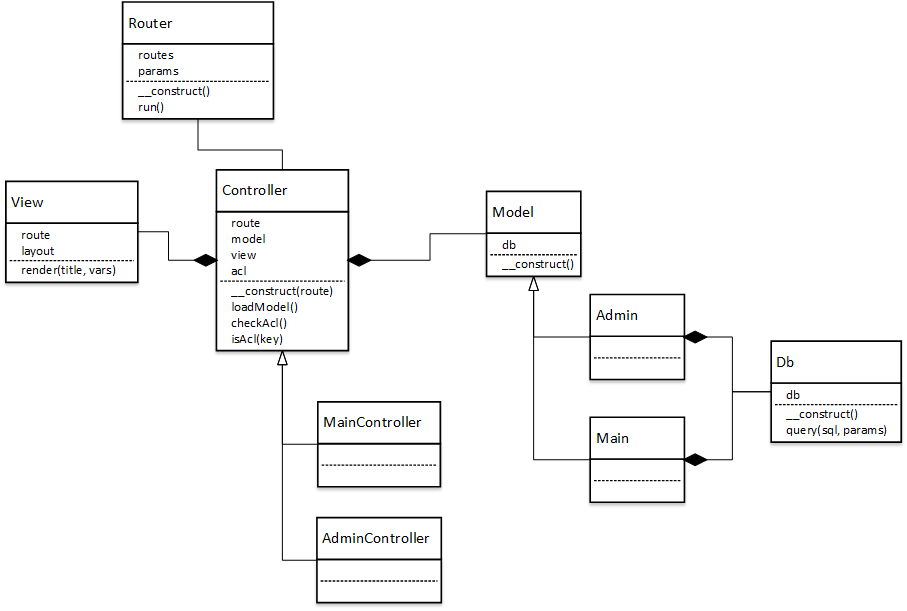 Router
routes
params
__construct()
run()
View
route
layout
render(title, vars)
Controller
route
model
view
acl
__construct(route)
loadModel()
checkAcl()
isAcl(key)
Model
db
__construct()
Admin
Main
Db
db
__construct()
query(sql, params)
MainController
AdminController